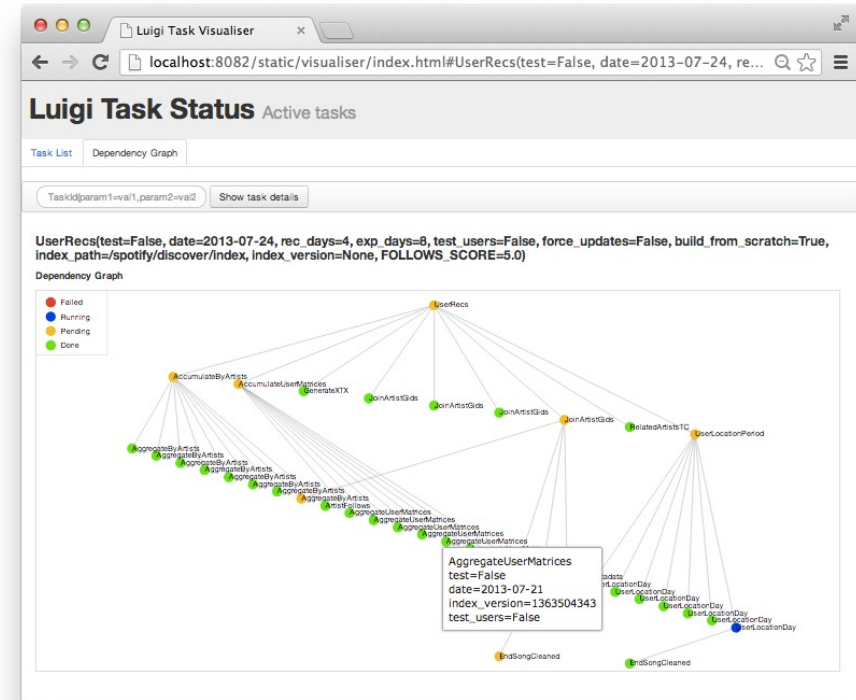 Luigi Task Visualiser
localhost:8082/static/visualiser/index.html#UserRecs(test=False, date=2013-07-24, re...
Luigi Task Status Active tasks
Task List Dependency Graph
TaskId(param1=val1,param2=val2 Show task details
UserRecs(test=False, date=2013-07-24, rec_days=4, exp_days=8, test_users=False, force_updates=False, build_from_scratch=True,
index_path=/spotify/discover/index, index_version=None, FOLLOWS_SCORE=5.0)
Dependency Graph
Failed
Running
Pending
Done
UserRecs
AccumulateByArtists
AccumulateUserMatrices
GenerateXTX
JoinArtistGids
JoinArtistGids
JoinArtistGids
JoinArtistGids
RelatedArtistsTC
UserLocationPeriod
AggregateByArtists
AggregateByArtists
AggregateByArtists
AggregateByArtists
AggregateByArtists
AggregateByArtists
AggregateByArtists
AggregateByArtists
ArtistFollows
AggregateUserMatrices
AggregateUserMatrices
AggregateUserMatrices
AggregateUserMatrices
AggregateUserMatrices
AggregateUserMatrices
test=False
date=2013-07-21
index_version=1363504343
test_users=False
adata
erLocationDay
UserLocationDay
UserLocationDay
UserLocationDay
UserLocationDay
UserLocationDay
UserLocationDay
EndSongCleaned
EndSongCleaned